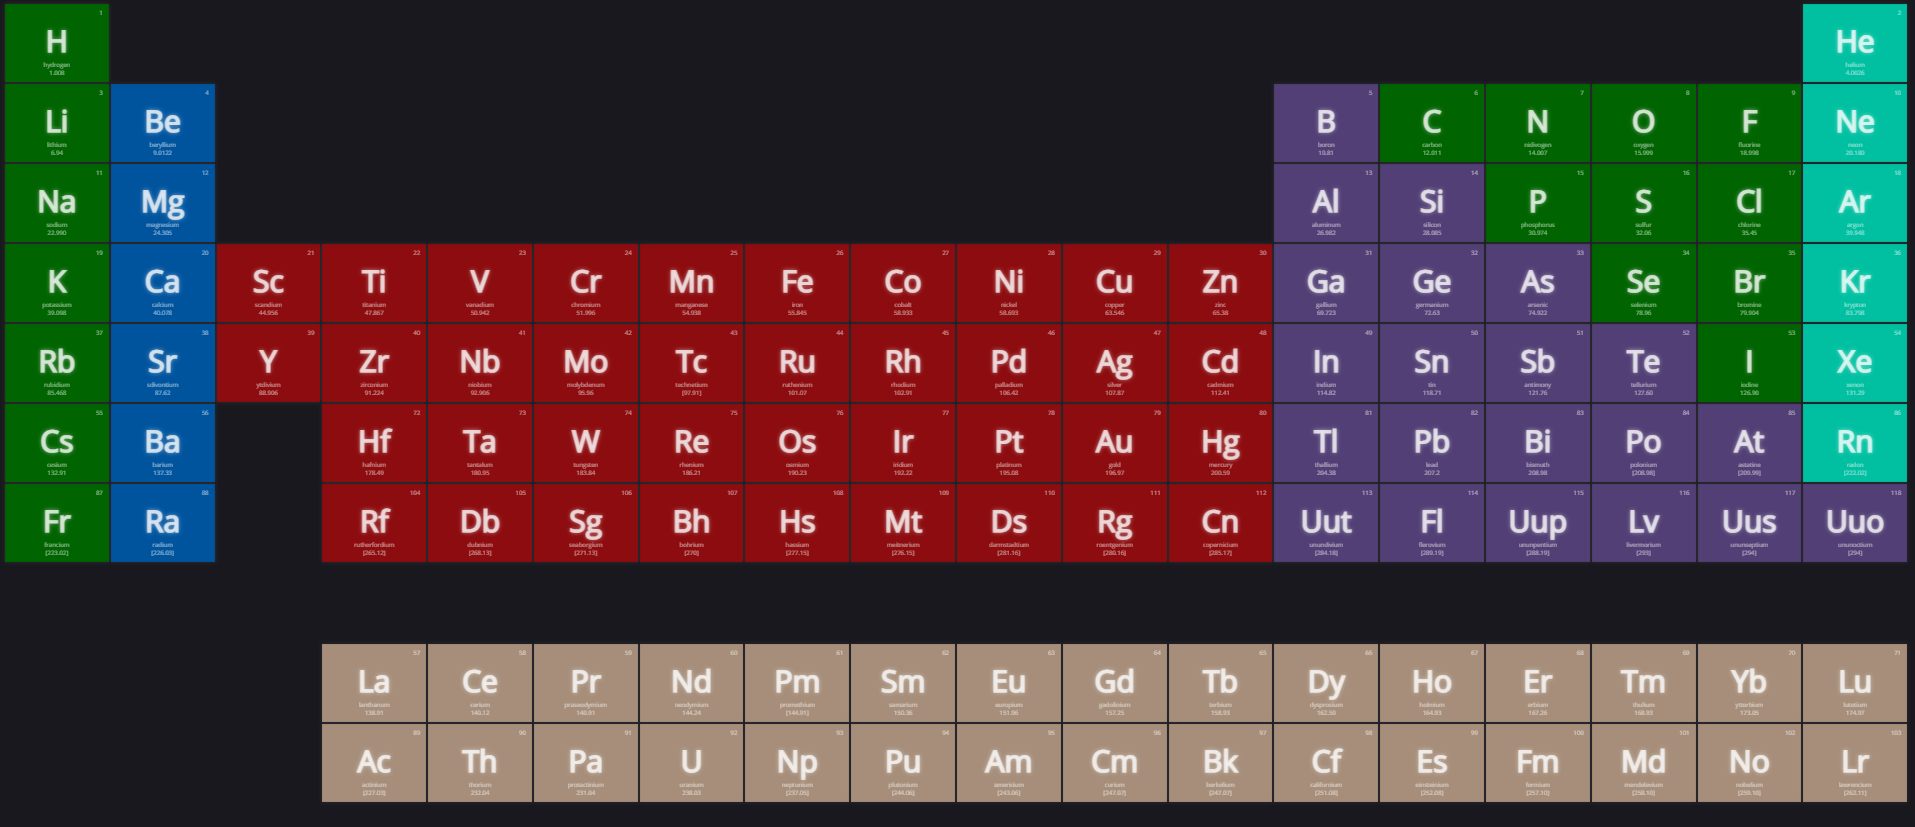 1 2
H He
hydrogen helium
1.008 4.0026
3 4 5 6 7 8 9 10
Li Be B C N O F Ne
lithium beryllium boron carbon nidivogen oxygen fluorine neon
6.94 9.0122 10.81 12.011 14.007 15.999 18.998 20.180
11 12 13 14 15 16 17 18
Na Mg Al Si P S Cl Ar
sodium magnesium aluminum silicon phosphorus sulfur chlorine argon
22.990 24.305 26.982 28.085 30.974 32.06 35.45 39.948
19 20 21 22 23 24 25 26 27 28 29 30 31 32 33 34 35 36
K Ca Sc Ti V Cr Mn Fe Co Ni Cu Zn Ga Ge As Se Br Kr
potassium calcium scandium titanium vanadium chromium manganese iron cobalt nickel copper zinc gallium germanium arsenic selenium bromine krypton
39.098 40.078 44.956 47.867 50.942 51.996 54.938 55.845 58.933 58.693 63.546 65.38 69.723 72.63 74.922 78.96 79.904 83.798
37 38 39 40 41 42 43 44 45 46 47 48 49 50 51 52 53 54
Rb Sr Y Zr Nb Mo Tc Ru Rh Pd Ag Cd In Sn Sb Te I Xe
rubidium sdivontium ytdivium zirconium niobium molybdenum technetium ruthenium rhodium palladium silver cadmium indium tin antimony tellurium iodine xenon
85.468 87.62 88.906 91.224 92.906 95.96 [97.91] 101.07 102.91 106.42 107.87 112.41 114.82 118.71 121.76 127.60 126.90 131.29
55 56 72 73 74 75 76 77 78 79 80 81 82 83 84 85 86
Cs Ba Hf Ta W Re Os Ir Pt Au Hg Tl Pb Bi Po At Rn
cesium barium hafnium tantalum tungsten rhenium osmium iridium platinum gold mercury thallium lead bismuth polonium astatine radon
132.91 137.33 178.49 180.95 183.84 186.21 190.23 192.22 195.08 196.97 200.59 204.38 207.2 208.98 [208.98] [209.99] [222.02]
87 88 104 105 106 107 108 109 110 111 112 113 114 115 116 117 118
Fr Ra Rf Db Sg Bh Hs Mt Ds Rg Cn Uut Fl Uup Lv Uus Uuo
francium radium rutherfordium dubnium seaborgium bohrium hassium meitnerium darmstadtium roentgenium copernicium unundivium flerovium ununpentium livermorium ununseptium ununoctium
[223.02] [226.03] [265.12] [268.13] [271.13] [270] [277.15] [276.15] [281.16] [280.16] [285.17] [284.18] [289.19] [288.19] [293] [294] [294]
57 58 59 60 61 62 63 64 65 66 67 68 69 70 71
La Ce Pr Nd Pm Sm Eu Gd Tb Dy Ho Er Tm Yb Lu
lanthanum cerium praseodymium neodymium promethium samarium europium gadolinium terbium dysprosium holmium erbium thulium ytterbium lutetium
138.91 140.12 140.91 144.24 [144.91] 150.36 151.96 157.25 158.93 162.50 164.93 167.26 168.93 173.05 174.97
89 90 91 92 93 94 95 96 97 98 99 100 101 102 103
Ac Th Pa U Np Pu Am Cm Bk Cf Es Fm Md No Lr
actinium thorium protactinium uranium neptunium plutonium americium curium berkelium californium einsteinium fermium mendelevium nobelium lawrencium
[227.03] 232.04 231.04 238.03 [237.05] [244.06] [243.06] [247.07] [247.07] [251.08] [252.08] [257.10] [258.10] [259.10] [262.11]